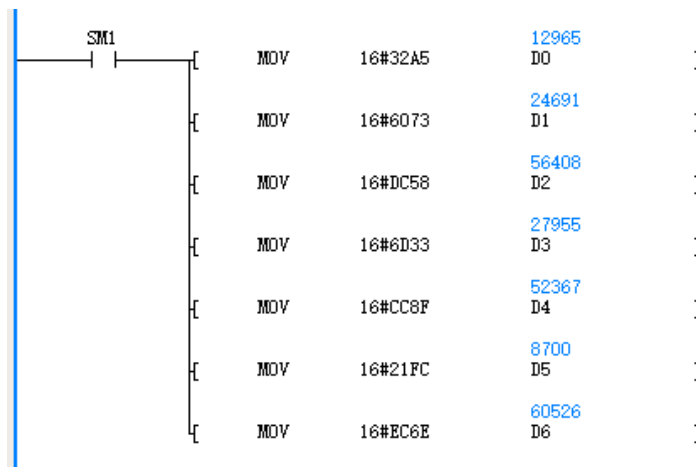 SM1
12965
MOV 16#32A5 D0
24691
MOV 16#6073 D1
56408
MOV 16#DC58 D2
27955
MOV 16#6D33 D3
52367
MOV 16#CC8F D4
8700
MOV 16#21FC D5
60526
MOV 16#EC6E D6